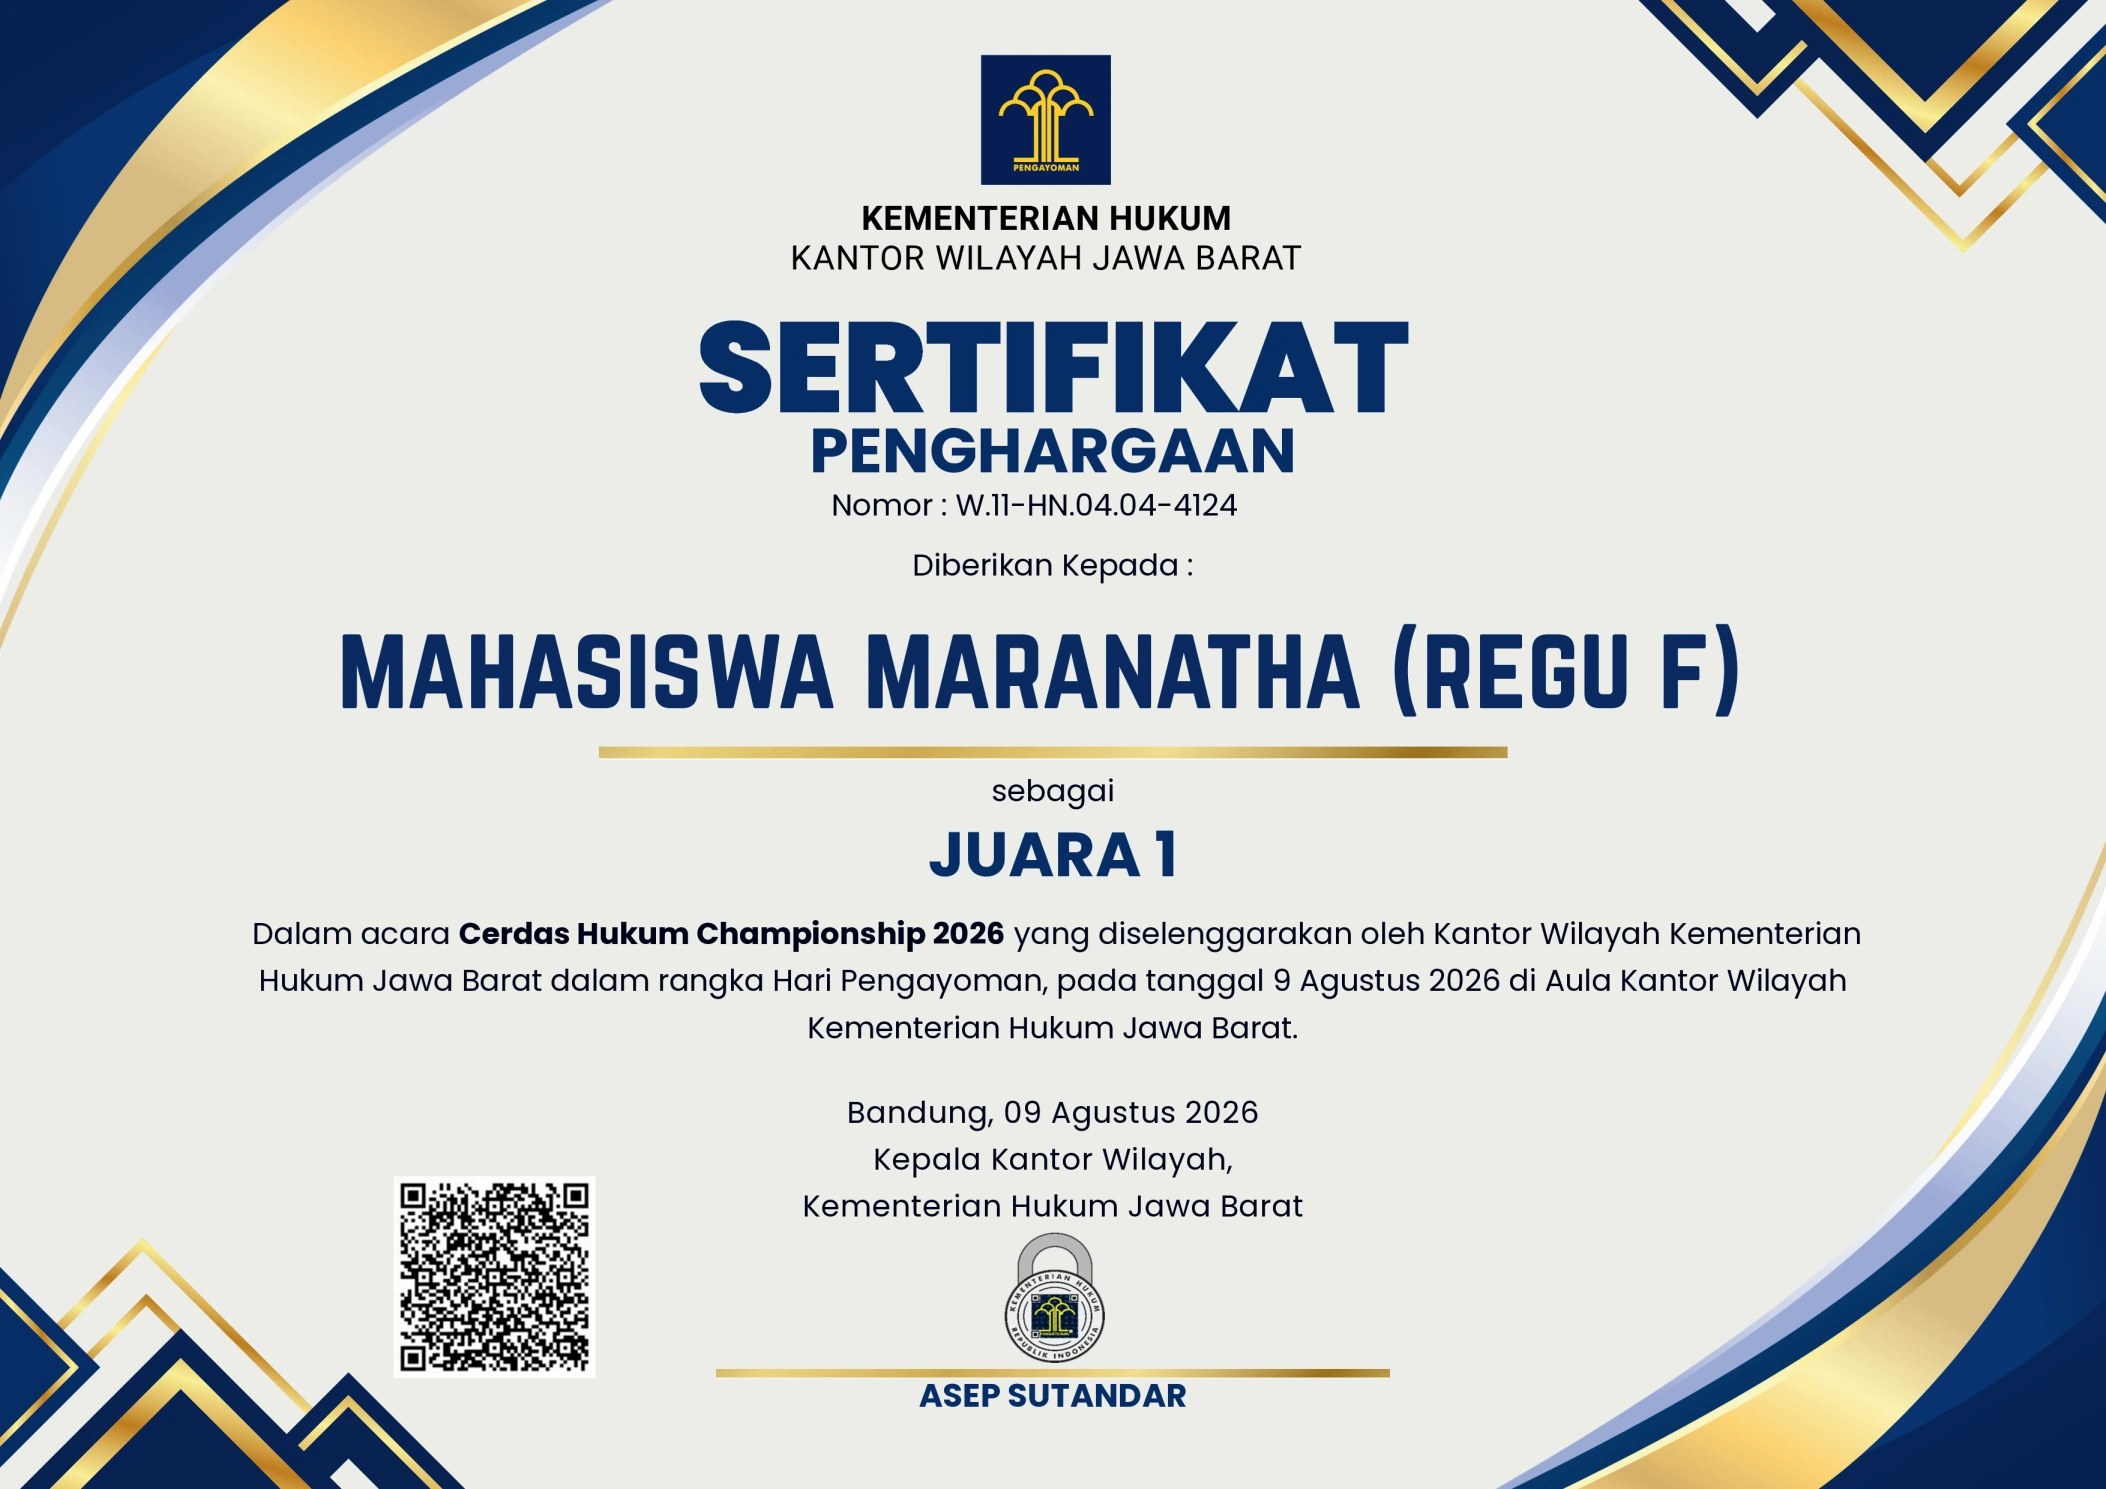 PENGAYOMAN
KEMENTERIAN HUKUM
KANTOR WILAYAH JAWA BARAT
SERTIFIKAT
PENGHARGAAN
Nomor : W.11-HN.04.04-4124
Diberikan Kepada :
MAHASISWA MARANATHA (REGU F)
sebagai
JUARA 1
Dalam acara Cerdas Hukum Championship 2026 yang diselenggarakan oleh Kantor Wilayah Kementerian
Hukum Jawa Barat dalam rangka Hari Pengayoman, pada tanggal 9 Agustus 2026 di Aula Kantor Wilayah
Kementerian Hukum Jawa Barat.
Bandung, 09 Agustus 2026
Kepala Kantor Wilayah,
Kementerian Hukum Jawa Barat
KEMENTERIAN HUKUM
REPUBLIK INDONESIA
ASEP SUTANDAR